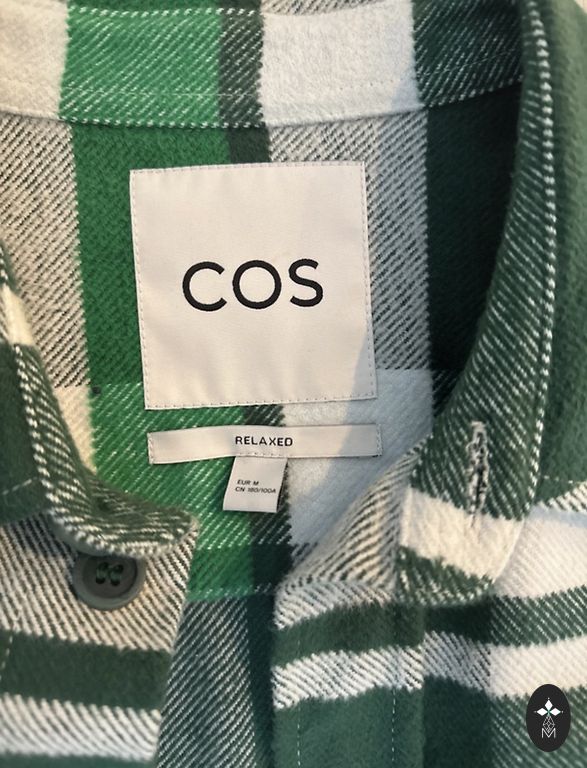 COS
RELAXED
EUR M
CN 180/100A
M